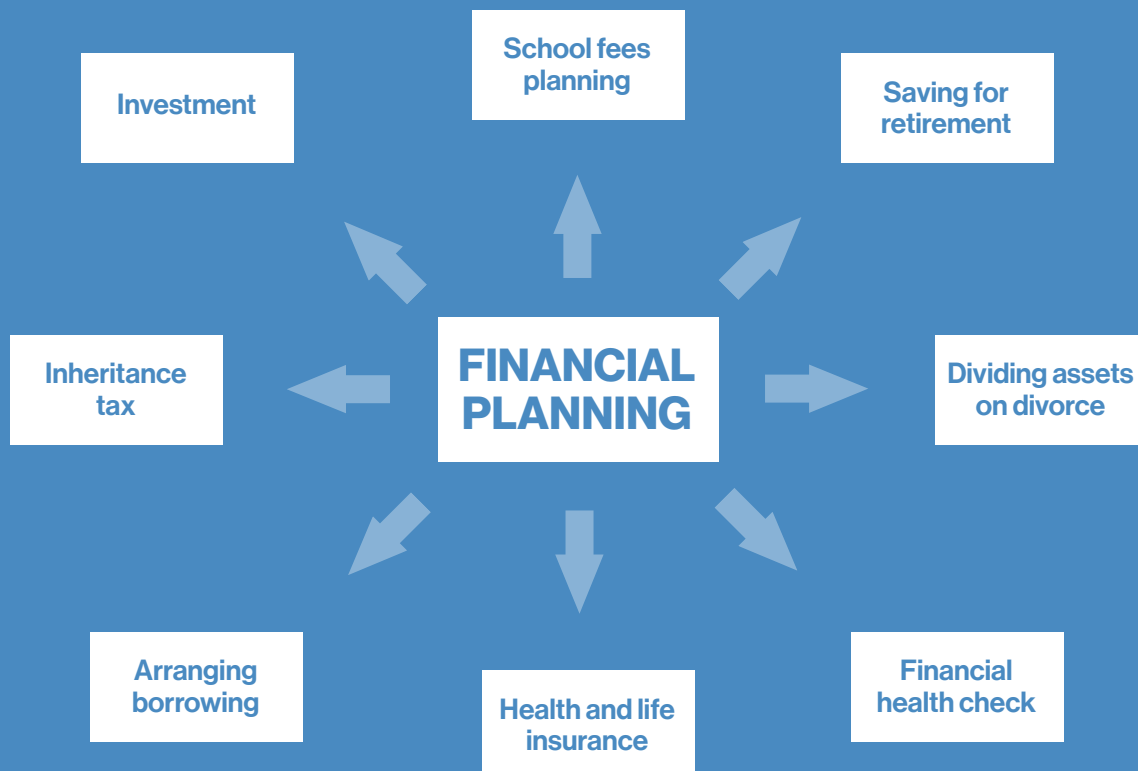 School fees
planning
Investment
Saving for
retirement
FINANCIAL
PLANNING
Inheritance
tax
Dividing assets
on divorce
Arranging
borrowing
Health and life
insurance
Financial
health check